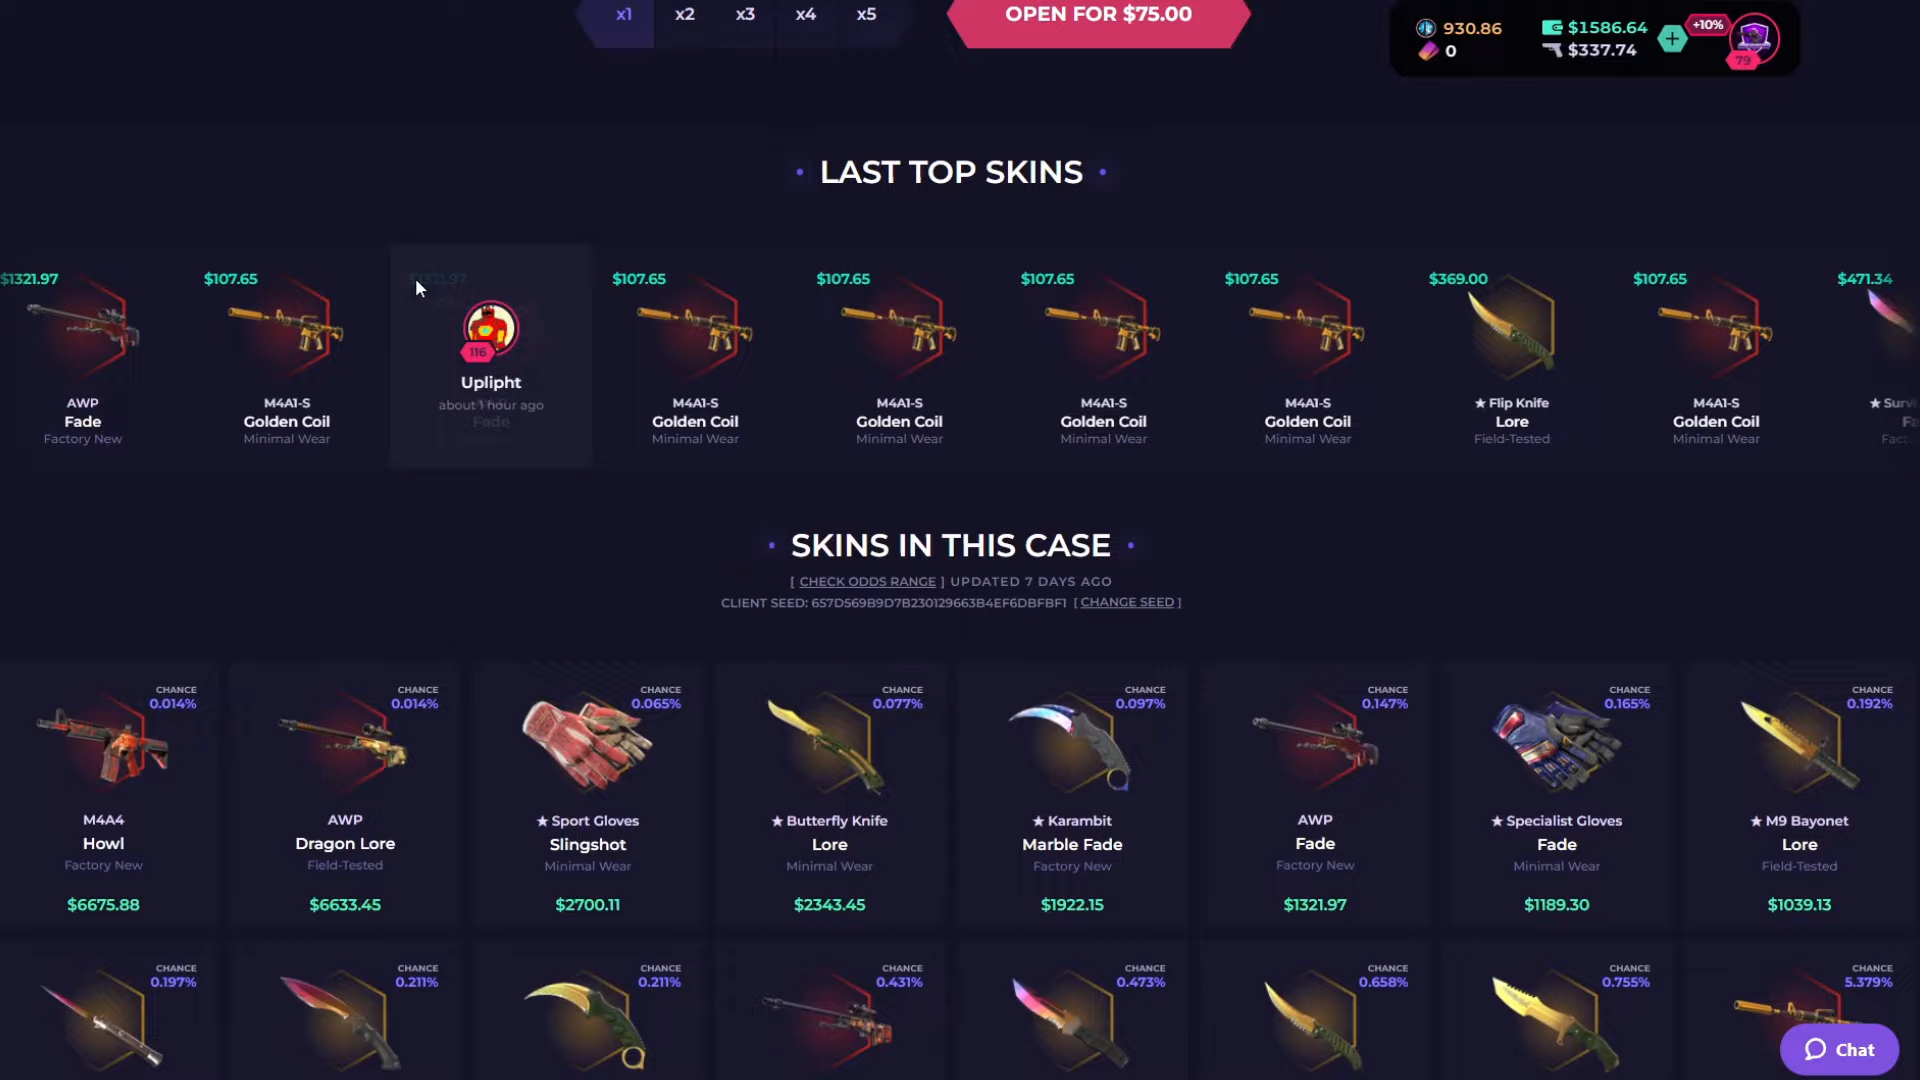 x1 x2 x3 x4 x5
OPEN FOR $75.00
930.86
0
$1586.64
$337.74
+10%
79
LAST TOP SKINS
$1321.97
AWP
Fade
Factory New
$107.65
M4A1-S
Golden Coil
Minimal Wear
116
Uplipht
about 1 hour ago
Fade
$107.65
M4A1-S
Golden Coil
Minimal Wear
$107.65
M4A1-S
Golden Coil
Minimal Wear
$107.65
M4A1-S
Golden Coil
Minimal Wear
$107.65
M4A1-S
Golden Coil
Minimal Wear
$369.00
★ Flip Knife
Lore
Field-Tested
$107.65
M4A1-S
Golden Coil
Minimal Wear
$471.34
★ Survi
Fa
Fact
SKINS IN THIS CASE
[ CHECK ODDS RANGE ] UPDATED 7 DAYS AGO
CLIENT SEED: 657D569B9D7B230129663B4EF6DBFBF1 [ CHANGE SEED ]
CHANCE
0.014%
M4A4
Howl
Factory New
$6675.88
CHANCE
0.014%
AWP
Dragon Lore
Field-Tested
$6633.45
CHANCE
0.065%
★ Sport Gloves
Slingshot
Minimal Wear
$2700.11
CHANCE
0.077%
★ Butterfly Knife
Lore
Minimal Wear
$2343.45
CHANCE
0.097%
★ Karambit
Marble Fade
Factory New
$1922.15
CHANCE
0.147%
AWP
Fade
Factory New
$1321.97
CHANCE
0.165%
★ Specialist Gloves
Fade
Minimal Wear
$1189.30
CHANCE
0.192%
★ M9 Bayonet
Lore
Field-Tested
$1039.13
CHANCE
0.197%
CHANCE
0.211%
CHANCE
0.211%
CHANCE
0.431%
CHANCE
0.473%
CHANCE
0.658%
CHANCE
0.755%
CHANCE
5.379%
Chat